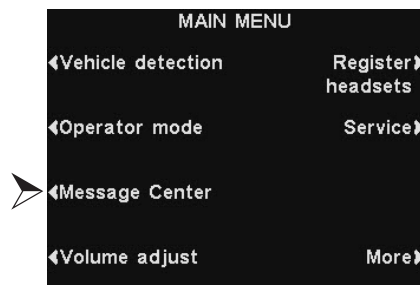 MAIN MENU
Vehicle detection Register
headsets
Operator mode Service
Message Center
Volume adjust More